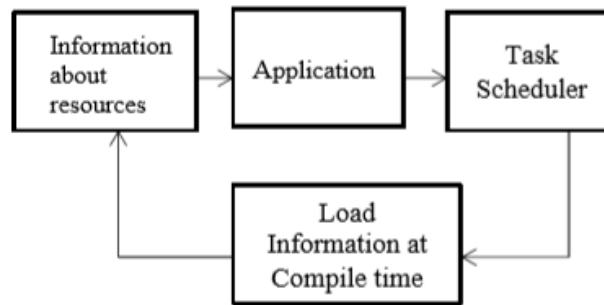 Information
about
resources
Application
Task
Scheduler
Load
Information at
Compile time